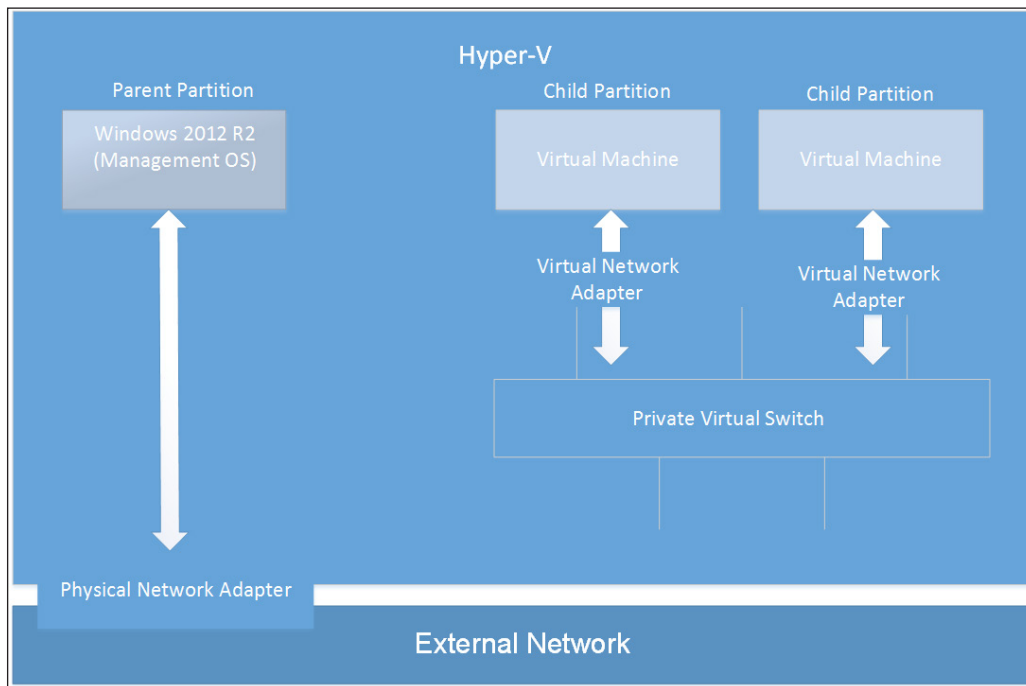 Hyper-V
Parent Partition
Windows 2012 R2
(Management OS)
Child Partition
Virtual Machine
Virtual Network
Adapter
Child Partition
Virtual Machine
Virtual Network
Adapter
Private Virtual Switch
Physical Network Adapter
External Network